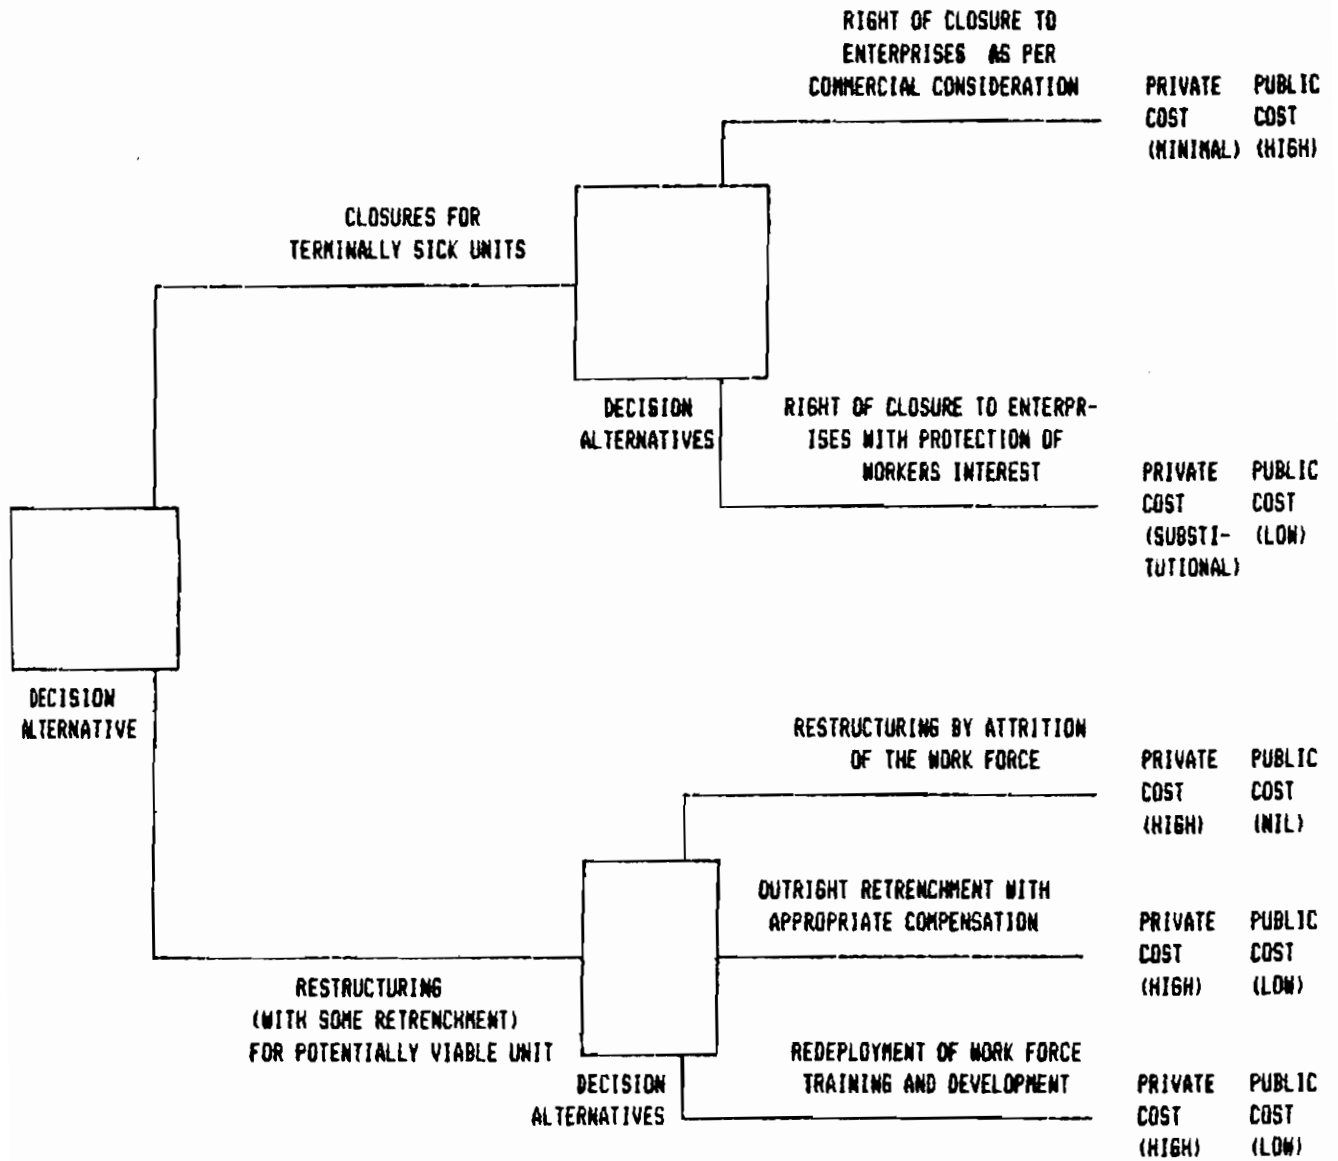 RIGHT OF CLOSURE TO
ENTERPRISES AS PER
COMMERCIAL CONSIDERATION
PRIVATE PUBLIC
COST COST
(MINIMAL) (HIGH)
CLOSURES FOR
TERMINALLY SICK UNITS
DECISION
ALTERNATIVES
RIGHT OF CLOSURE TO ENTERPR-
ISES WITH PROTECTION OF
WORKERS INTEREST
PRIVATE PUBLIC
COST COST
(SUBSTI- (LOW)
TUTIONAL)
DECISION
ALTERNATIVE
RESTRUCTURING BY ATTRITION
OF THE WORK FORCE
PRIVATE PUBLIC
COST COST
(HIGH) (NIL)
OUTRIGHT RETRENCHMENT WITH
APPROPRIATE COMPENSATION
PRIVATE PUBLIC
COST COST
(HIGH) (LOW)
RESTRUCTURING
(WITH SOME RETRENCHMENT)
FOR POTENTIALLY VIABLE UNIT
DECISION
ALTERNATIVES
REDEPLOYMENT OF WORK FORCE
TRAINING AND DEVELOPMENT
PRIVATE PUBLIC
COST COST
(HIGH) (LOW)